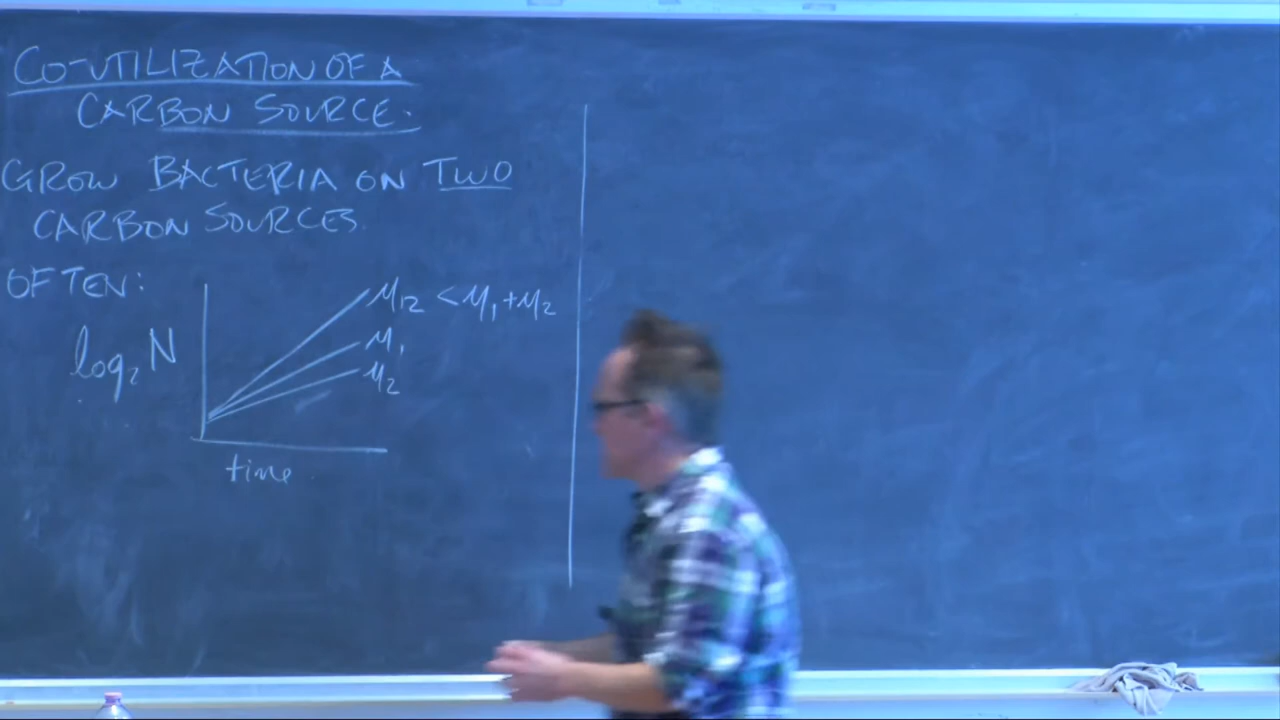 CO-UTILIZATION OF A
CARBON SOURCE.
GROW BACTERIA ON TWO
CARBON SOURCES.
OFTEN:
μ₁₂ < μ₁ + μ₂
log₂ N
μ₁
μ₂
time